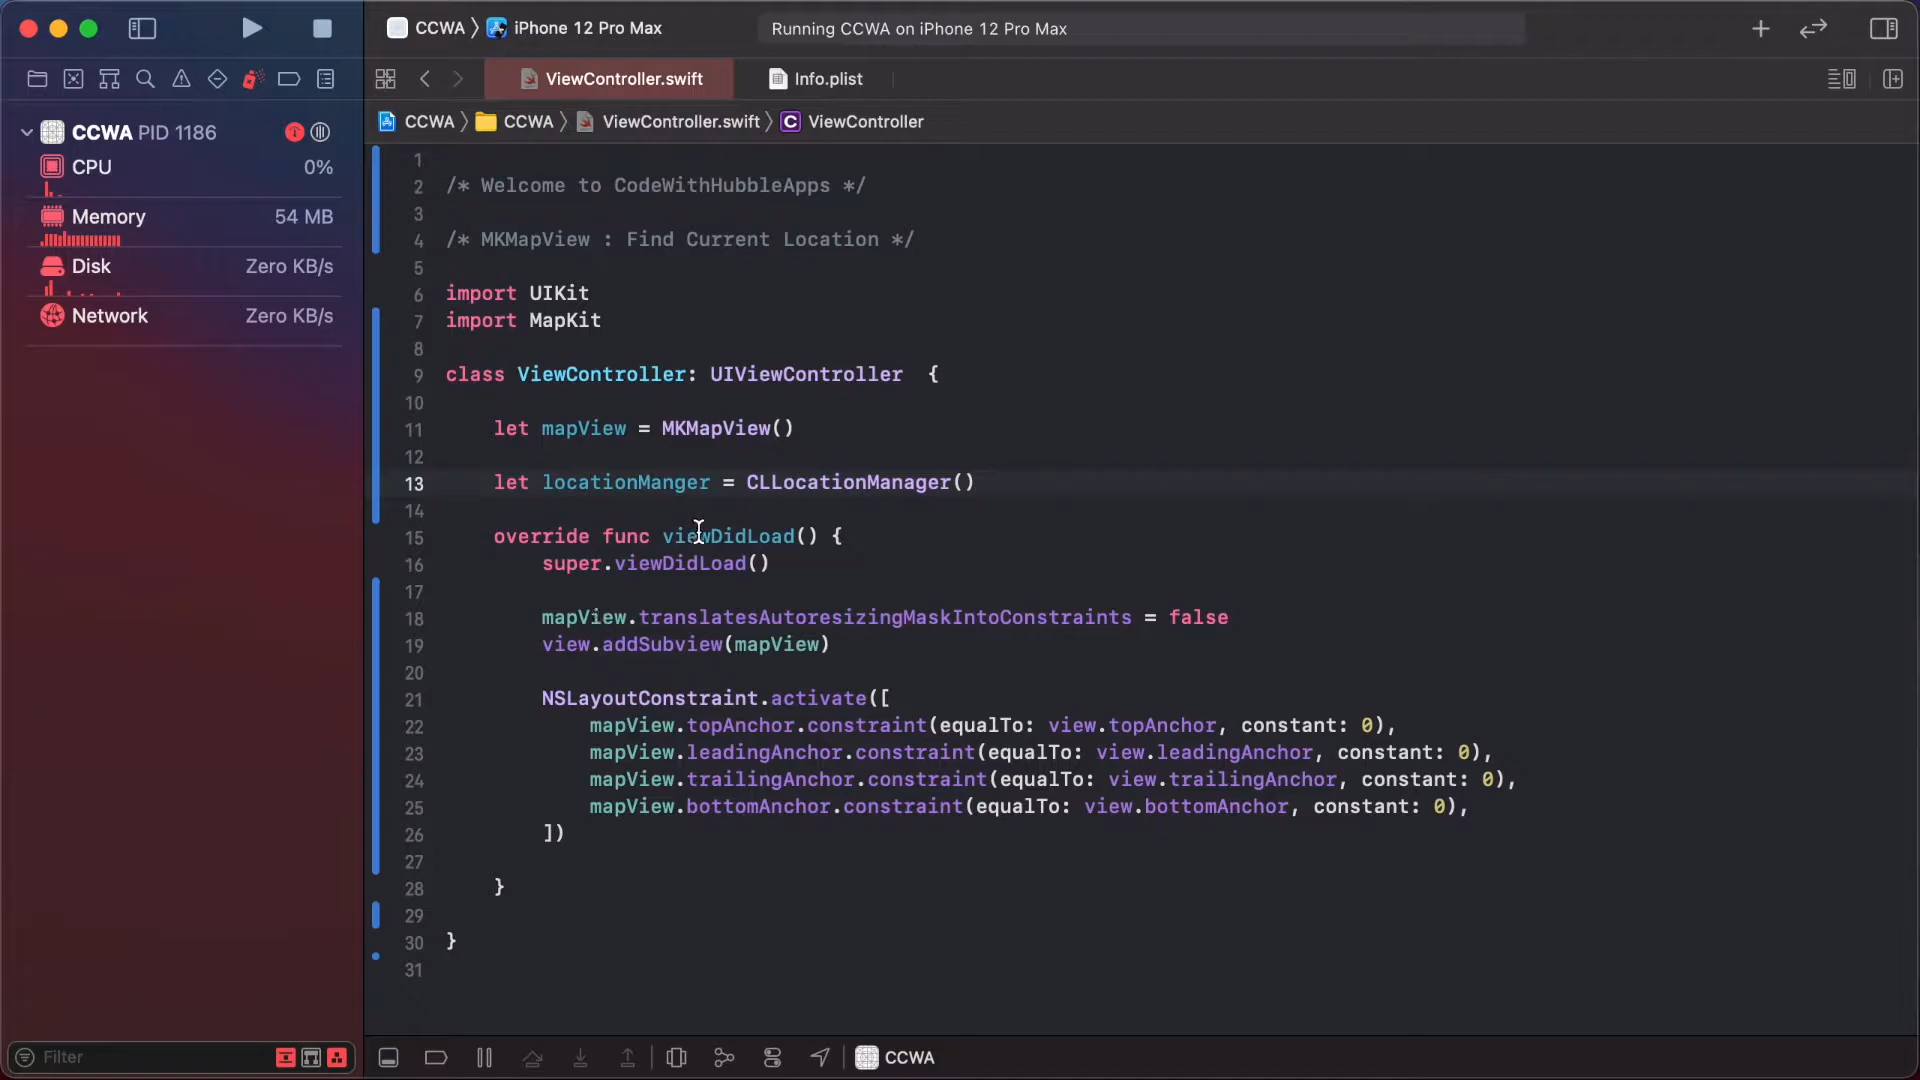 CCWA iPhone 12 Pro Max
Running CCWA on iPhone 12 Pro Max
ViewController.swift
Info.plist
CCWA CCWA ViewController.swift C ViewController
CCWA PID 1186
CPU 0%
Memory 54 MB
Disk Zero KB/s
Network Zero KB/s
1
2 /* Welcome to CodeWithHubbleApps */
3
4 /* MKMapView : Find Current Location */
5
6 import UIKit
7 import MapKit
8
9 class ViewController: UIViewController  {
10
11 let mapView = MKMapView()
12
13 let locationManger = CLLocationManager()
14
15 override func viewDidLoad() {
16 super.viewDidLoad()
17
18 mapView.translatesAutoresizingMaskIntoConstraints = false
19 view.addSubview(mapView)
20
21 NSLayoutConstraint.activate([
22 mapView.topAnchor.constraint(equalTo: view.topAnchor, constant: 0),
23 mapView.leadingAnchor.constraint(equalTo: view.leadingAnchor, constant: 0),
24 mapView.trailingAnchor.constraint(equalTo: view.trailingAnchor, constant: 0),
25 mapView.bottomAnchor.constraint(equalTo: view.bottomAnchor, constant: 0),
26 ])
27
28 }
29
30 }
31
Filter
CCWA